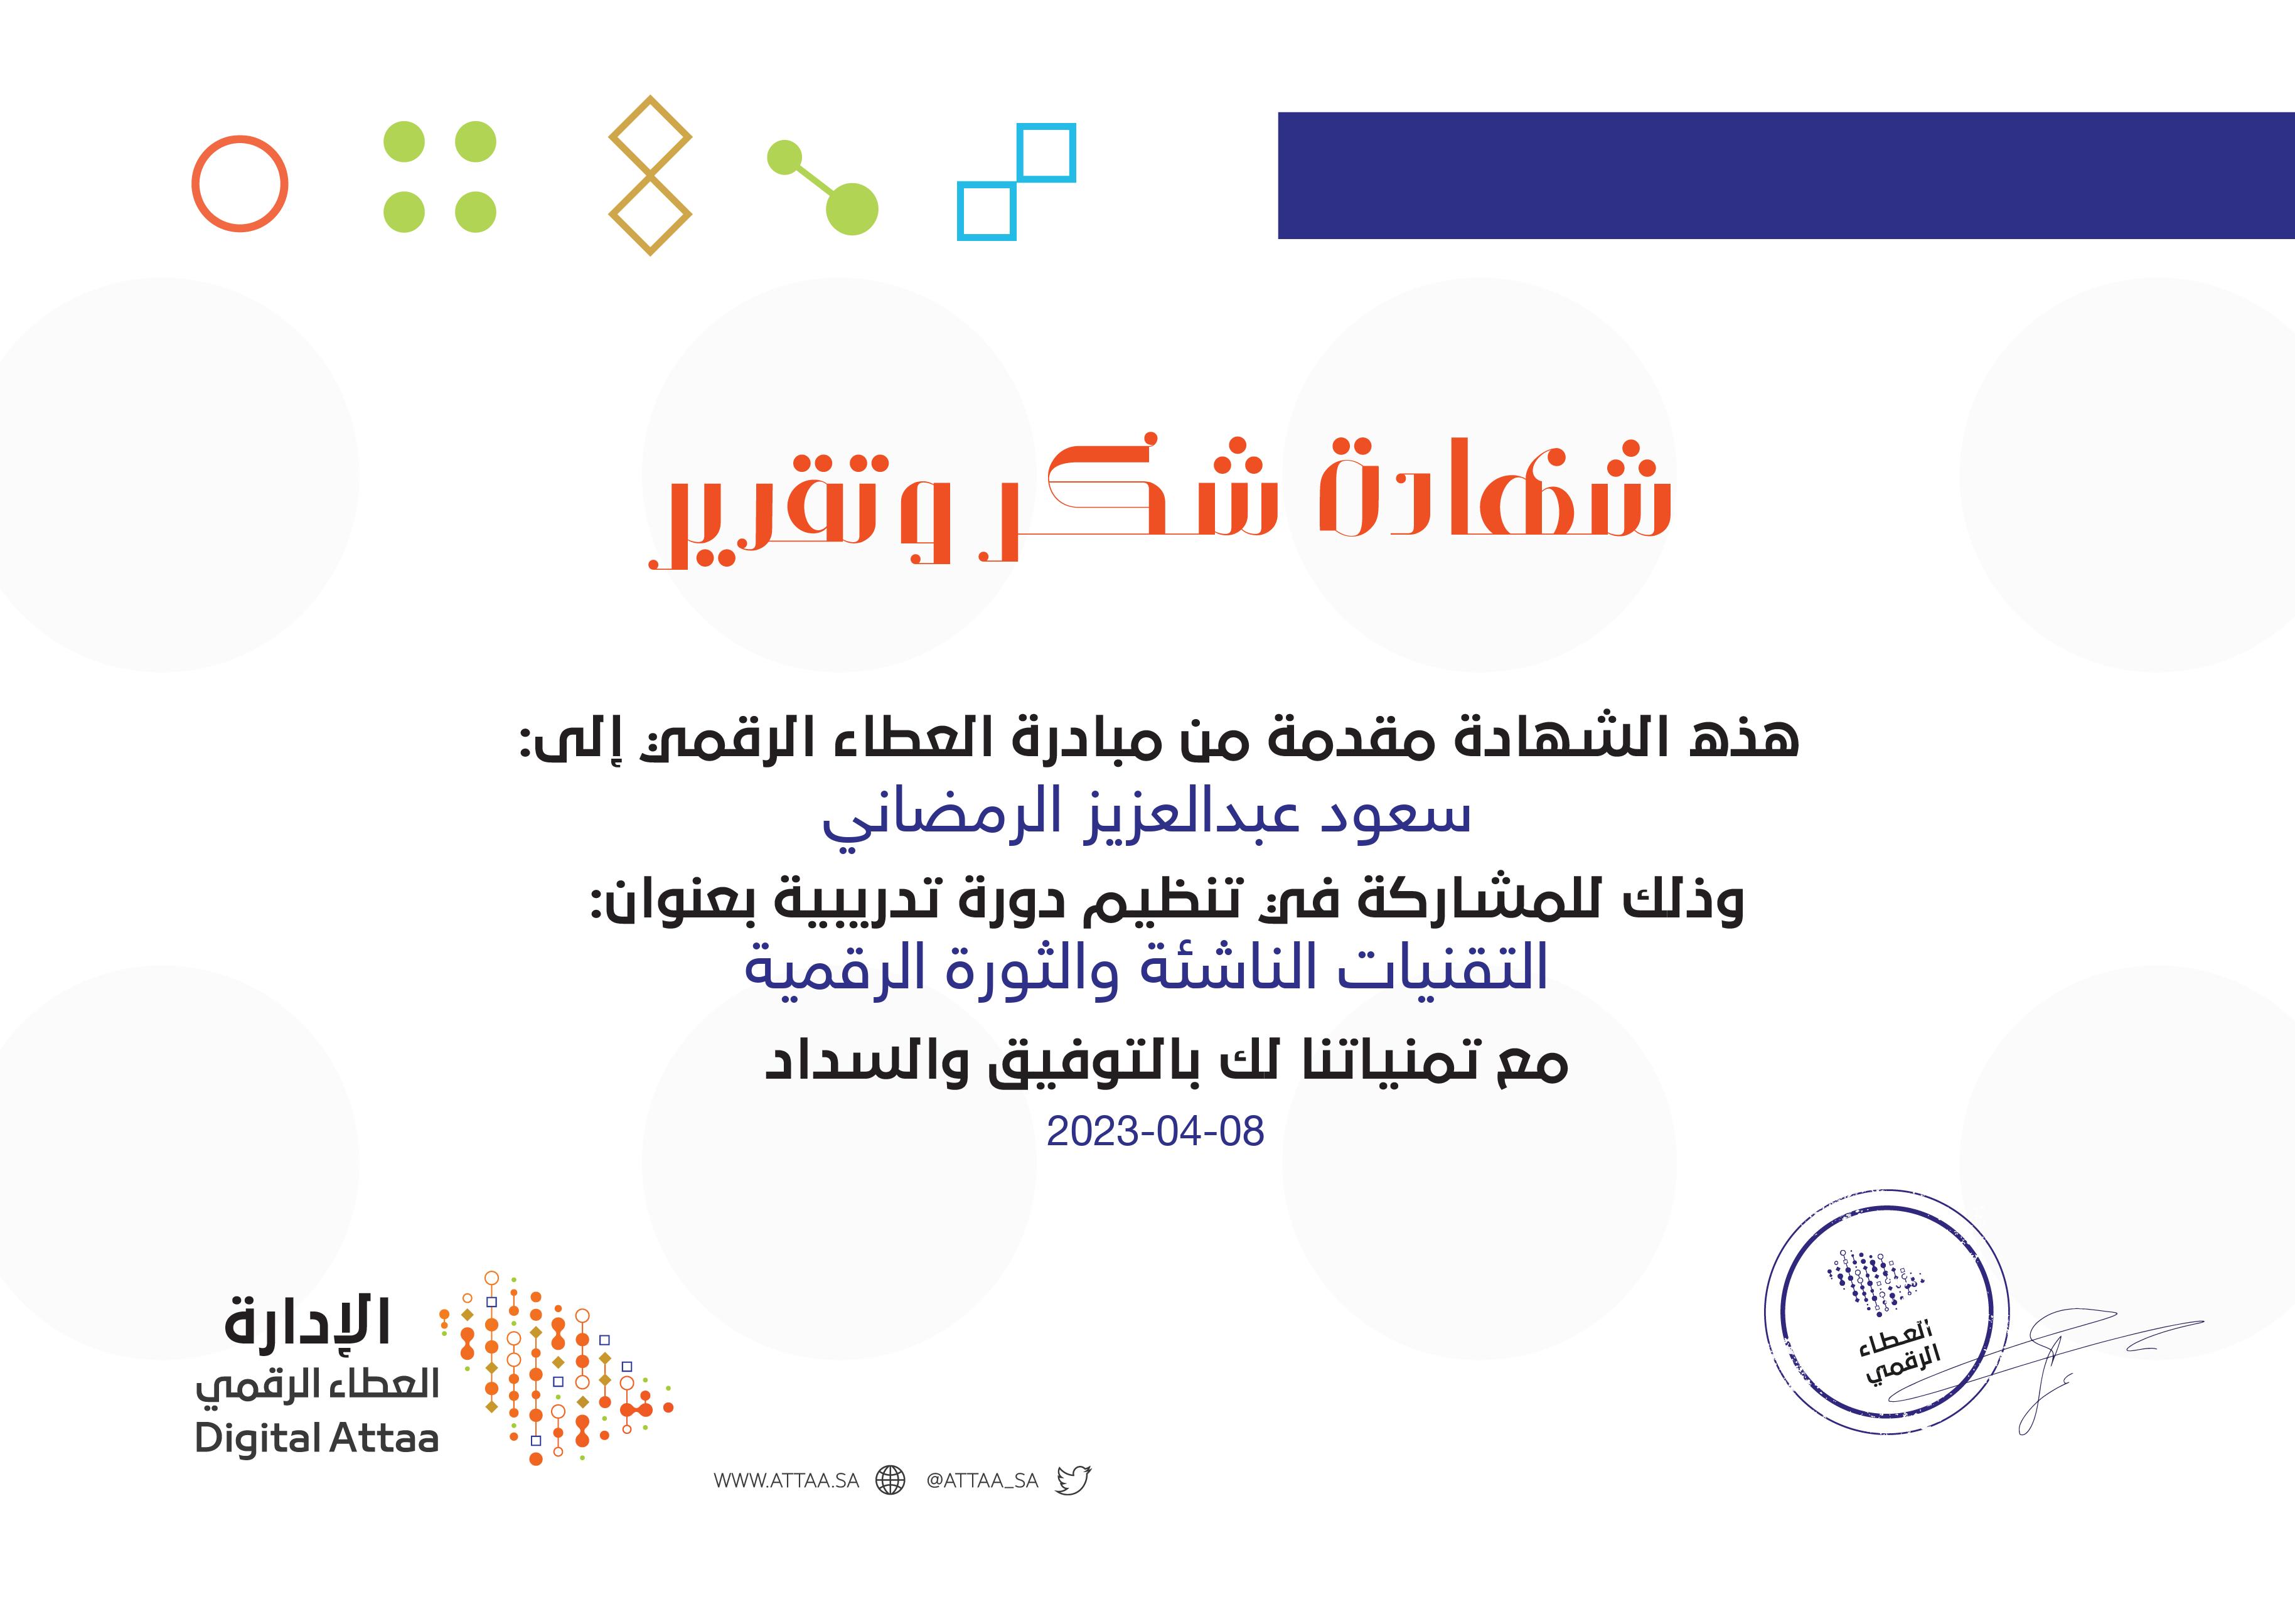 شهادة شكر وتقرير
هذه الشهادة مقدمة من مبادرة العطاء الرقمي إلى:
سعود عبدالعزيز الرمضاني
وذلك للمشاركة في تنظيم دورة تدريبية بعنوان:
التقنيات الناشئة والثورة الرقمية
مع تمنياتنا لك بالتوفيق والسداد
2023-04-08
العطاء
الرقمي
الإدارة
العطاء الرقمي
Digital Attaa
WWW.ATTAA.SA @ATTAA_SA